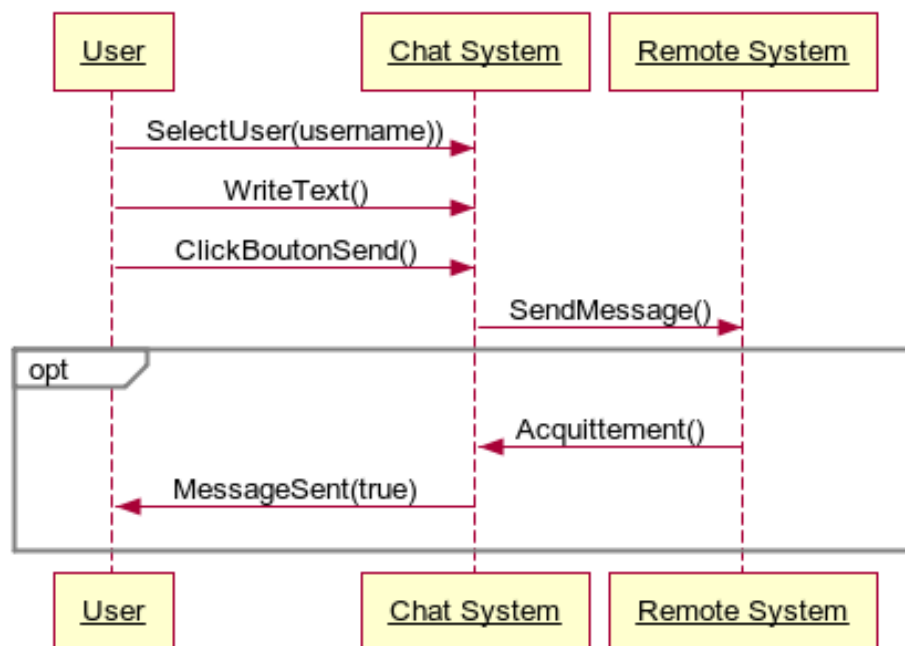 User
Chat System
Remote System
SelectUser(username))
WriteText()
ClickBoutonSend()
SendMessage()
opt
Acquittement()
MessageSent(true)
User
Chat System
Remote System